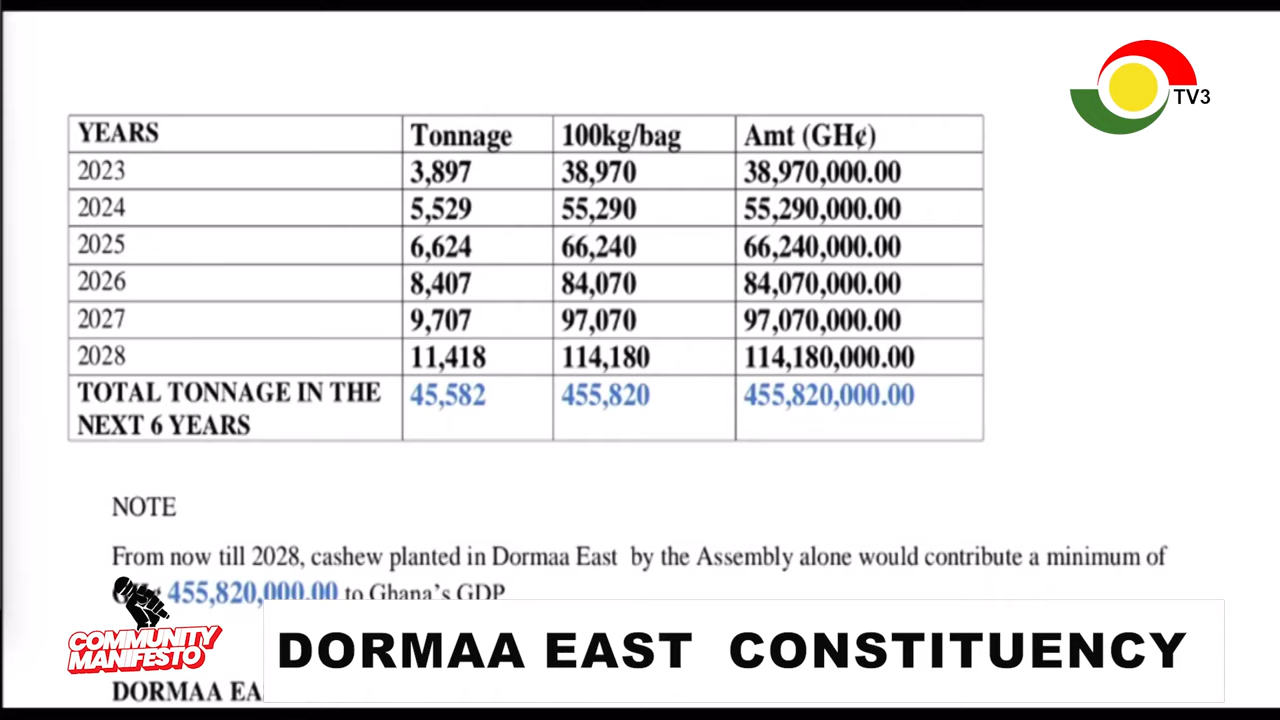 TV3
YEARS Tonnage 100kg/bag Amt (GH¢)
2023 3,897 38,970 38,970,000.00
2024 5,529 55,290 55,290,000.00
2025 6,624 66,240 66,240,000.00
2026 8,407 84,070 84,070,000.00
2027 9,707 97,070 97,070,000.00
2028 11,418 114,180 114,180,000.00
TOTAL TONNAGE IN THE 45,582 455,820 455,820,000.00
NEXT 6 YEARS
NOTE
From now till 2028, cashew planted in Dormaa East by the Assembly alone would contribute a minimum of
455,820,000.00 to Ghana's GDP
COMMUNITY
MANIFESTO
DORMAA EAST CONSTITUENCY
DORMAA EA